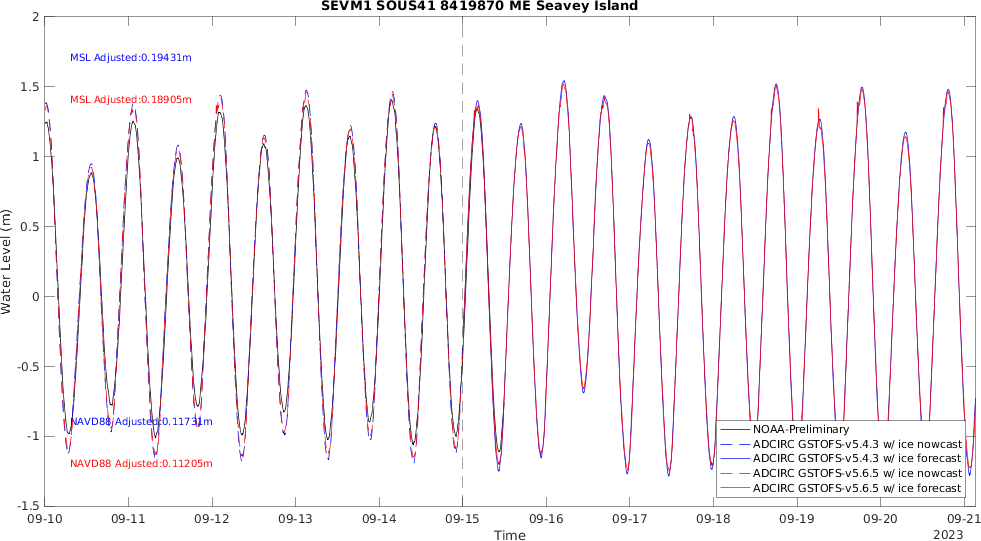 SEVM1 SOUS41 8419870 ME Seavey Island
2
1.5
1
0.5
0
-0.5
-1
-1.5
Water Level (m)
MSL Adjusted:0.19431m
MSL Adjusted:0.18905m
NAVD88 Adjusted:0.11731m
NAVD88 Adjusted:0.11205m
NOAA-Preliminary
ADCIRC GSTOFS-v5.4.3 w/ ice nowcast
ADCIRC GSTOFS-v5.4.3 w/ ice forecast
ADCIRC GSTOFS-v5.6.5 w/ ice nowcast
ADCIRC GSTOFS-v5.6.5 w/ ice forecast
09-10 09-11 09-12 09-13 09-14 09-15 09-16 09-17 09-18 09-19 09-20 09-21
Time
2023